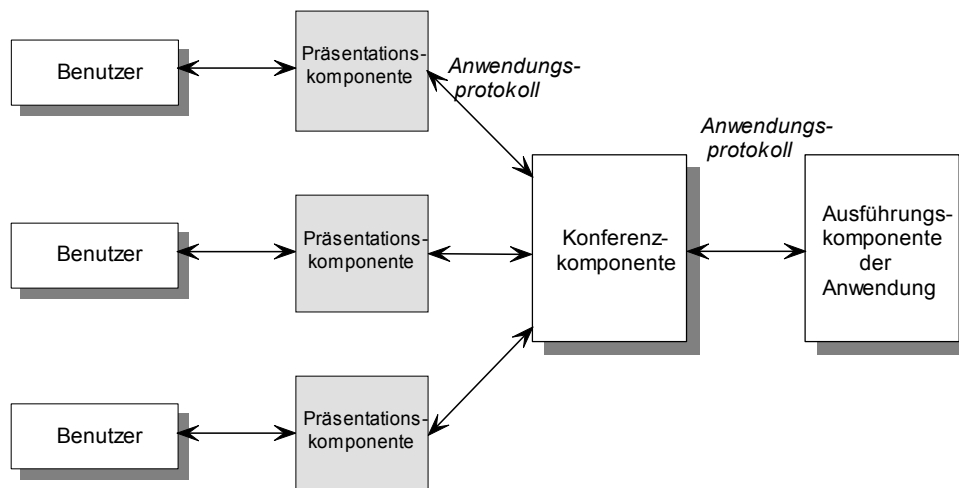 Benutzer
Präsentations-
komponente
Anwendungs-
protokoll
Anwendungs-
protokoll
Benutzer
Präsentations-
komponente
Konferenz-
komponente
Ausführungs-
komponente
der
Anwendung
Benutzer
Präsentations-
komponente